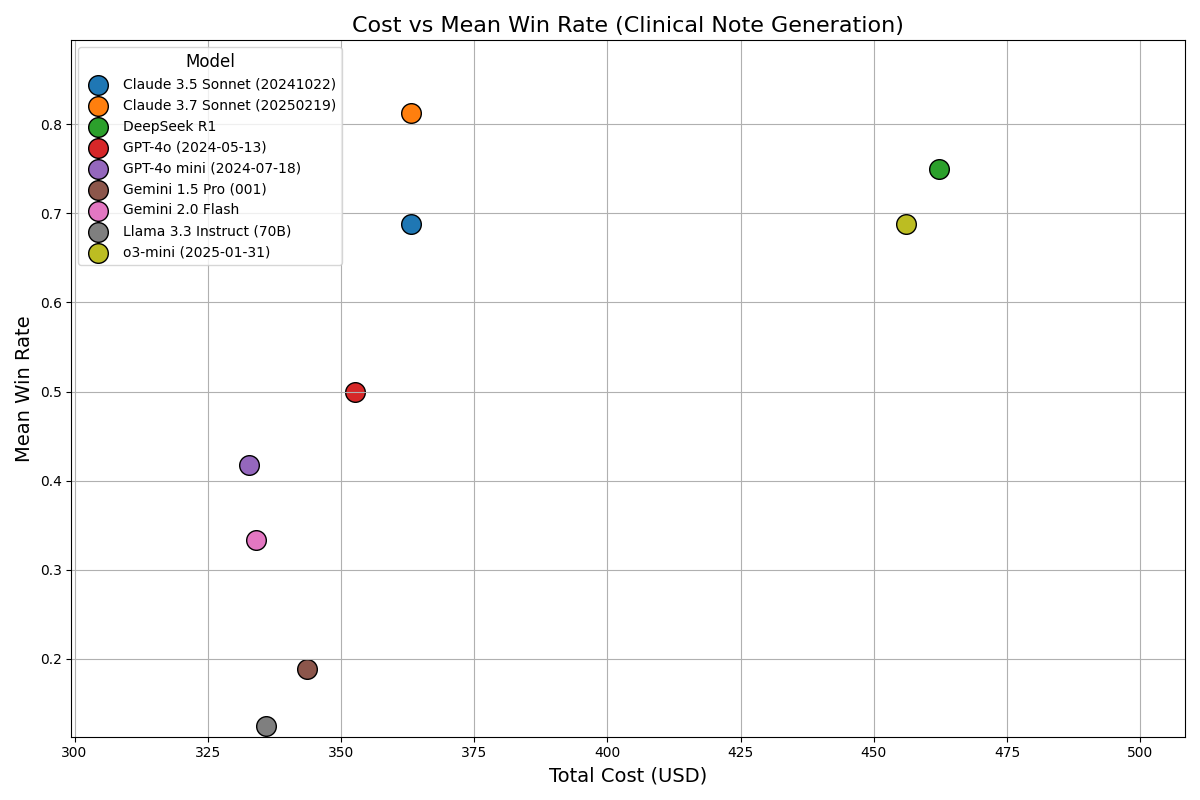 Cost vs Mean Win Rate (Clinical Note Generation)
Model
Claude 3.5 Sonnet (20241022)
Claude 3.7 Sonnet (20250219)
DeepSeek R1
GPT-4o (2024-05-13)
GPT-4o mini (2024-07-18)
Gemini 1.5 Pro (001)
Gemini 2.0 Flash
Llama 3.3 Instruct (70B)
o3-mini (2025-01-31)
Mean Win Rate
0.8
0.7
0.6
0.5
0.4
0.3
0.2
300 325 350 375 400 425 450 475 500
Total Cost (USD)